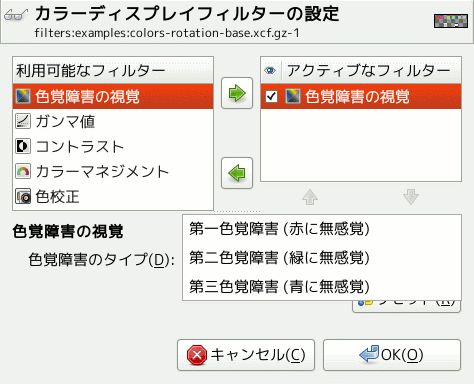 カラーディスプレイフィルターの設定
filters:examples:colors-rotation-base.xcf.gz-1
利用可能なフィルター
色覚障害の視覚
ガンマ値
コントラスト
カラーマネジメント
色校正
アクティブなフィルター
色覚障害の視覚
色覚障害の視覚
色覚障害のタイプ(D):
第一色覚障害 (赤に無感覚)
第二色覚障害 (緑に無感覚)
第三色覚障害 (青に無感覚)
キャンセル(C)
OK(O)